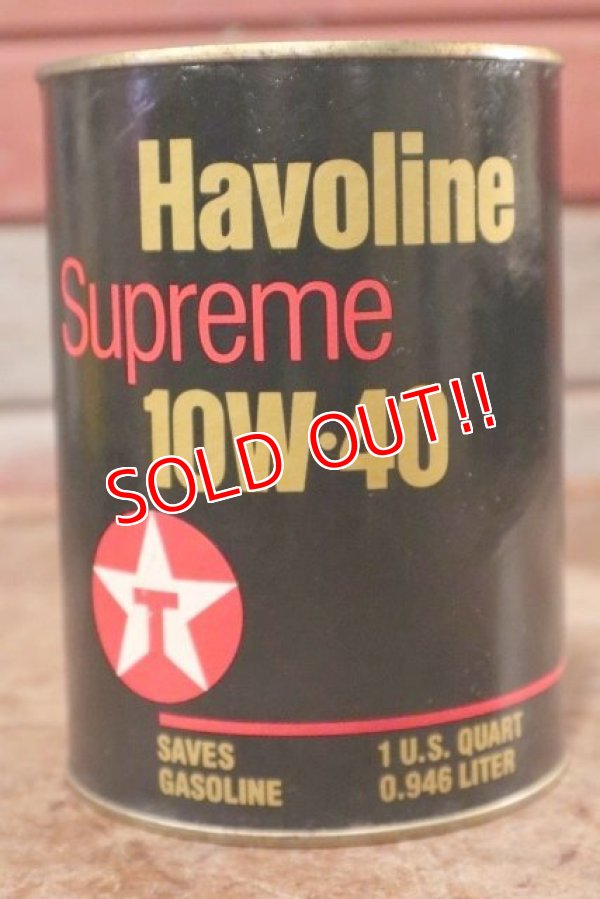 Havoline
Supreme
10W-40
SOLD OUT!!
T
SAVES
GASOLINE
1 U.S. QUART
0.946 LITER